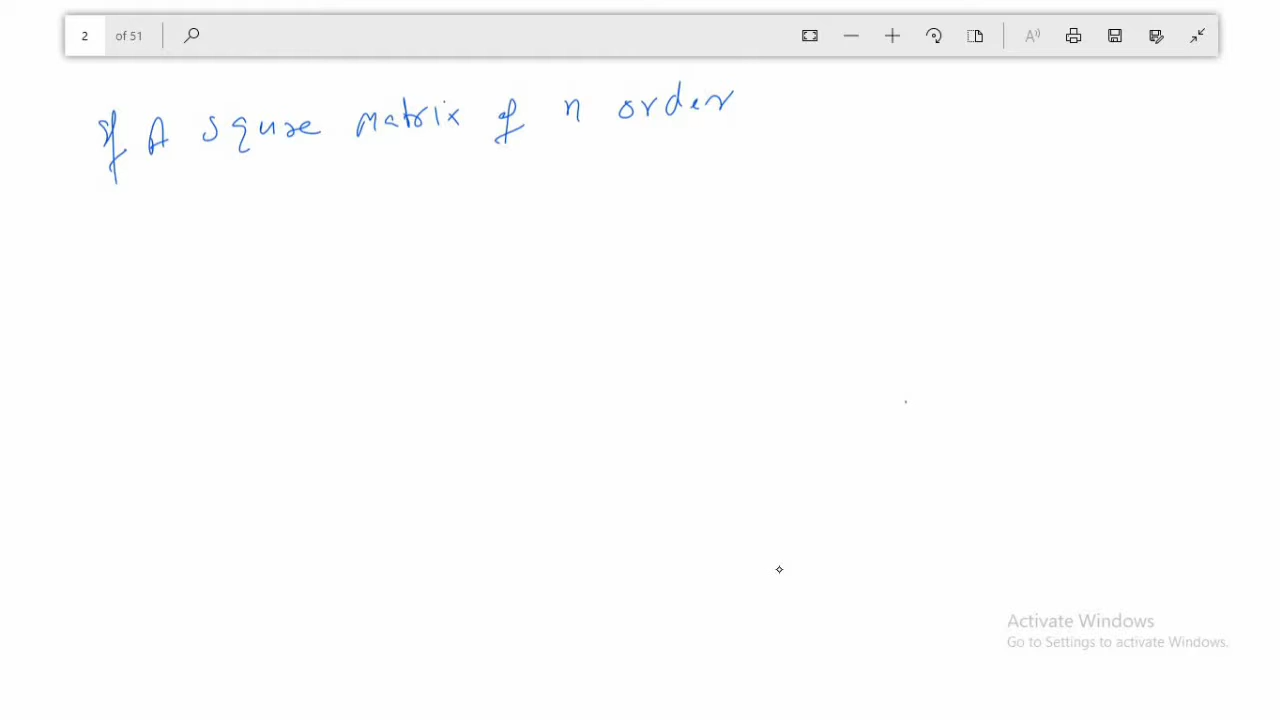 2 of 51
If A squre matrix of n order
Activate Windows
Go to Settings to activate Windows.